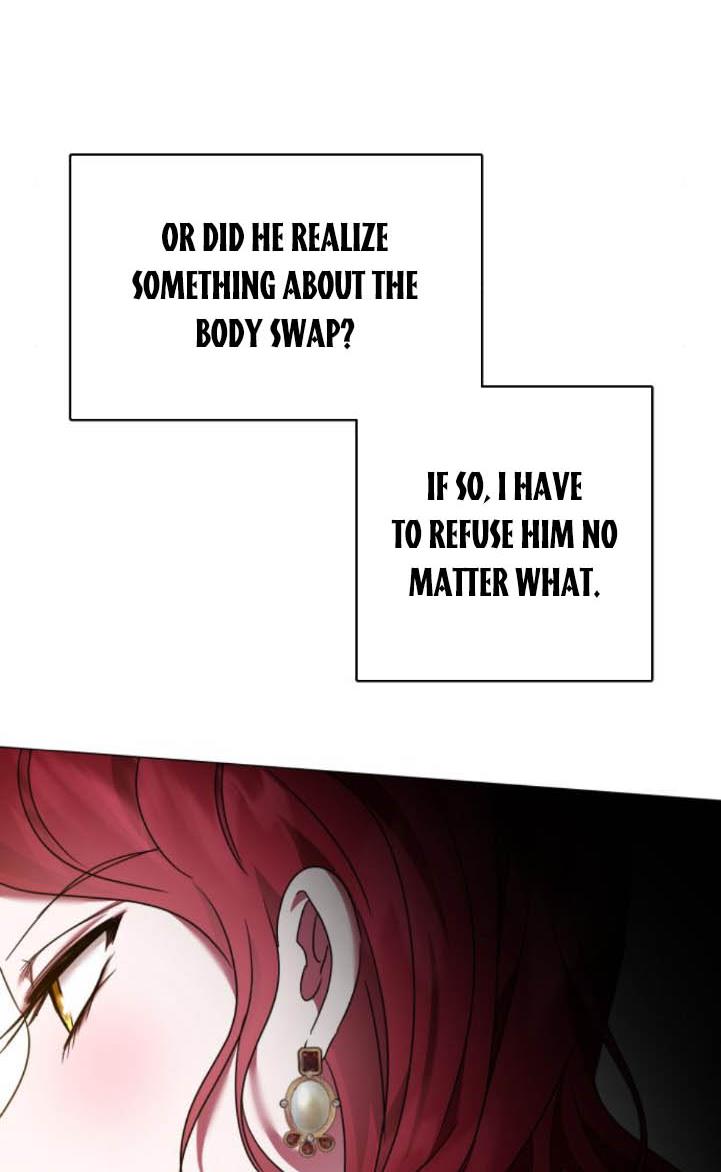 OR DID HE REALIZE
SOMETHING ABOUT THE
BODY SWAP?
IF SO, I HAVE
TO REFUSE HIM NO
MATTER WHAT.